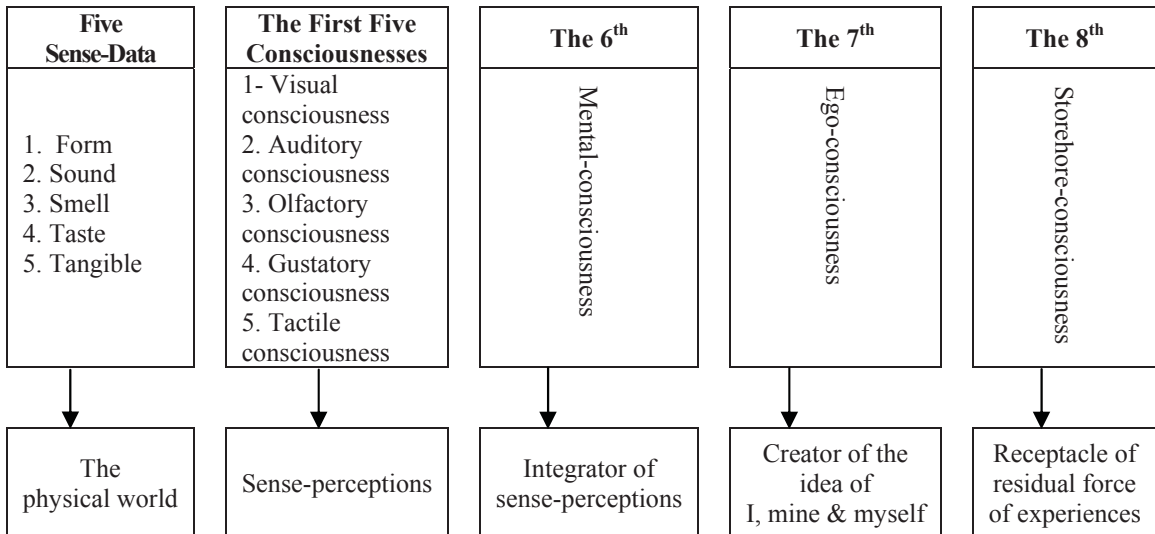 Five
Sense-Data
1. Form
2. Sound
3. Smell
4. Taste
5. Tangible
The
physical world
The First Five
Consciousnesses
1- Visual
consciousness
2. Auditory
consciousness
3. Olfactory
consciousness
4. Gustatory
consciousness
5. Tactile
consciousness
Sense-perceptions
The 6th
Mental-consciousness
Integrator of
sense-perceptions
The 7th
Ego-consciousness
Creator of the
idea of
I, mine & myself
The 8th
Storehore-consciousness
Receptacle of
residual force
of experiences